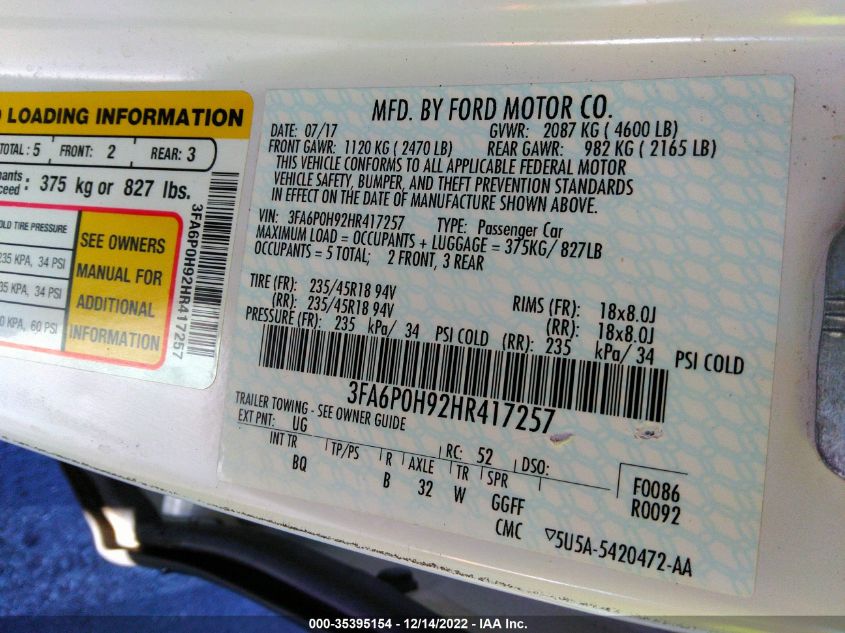 LOADING INFORMATION
TOTAL: 5 FRONT: 2 REAR: 3
375 kg or 827 lbs.
TIRE PRESSURE
235 KPA, 34 PSI
KPA, 34 PSI
KPA, 60 PSI
SEE OWNERS
MANUAL FOR
ADDITIONAL
INFORMATION
3FA6P0H92HR417257
MFD. BY FORD MOTOR CO.
DATE: 07/17 GVWR: 2087 KG ( 4600 LB)
FRONT GAWR: 1120 KG ( 2470 LB) REAR GAWR: 982 KG ( 2165 LB)
THIS VEHICLE CONFORMS TO ALL APPLICABLE FEDERAL MOTOR
VEHICLE SAFETY, BUMPER, AND THEFT PREVENTION STANDARDS
IN EFFECT ON THE DATE OF MANUFACTURE SHOWN ABOVE.
VIN: 3FA6P0H92HR417257 TYPE: Passenger Car
MAXIMUM LOAD = OCCUPANTS + LUGGAGE = 375KG/ 827LB
OCCUPANTS = 5 TOTAL; 2 FRONT, 3 REAR
TIRE (FR): 235/45R18 94V RIMS (FR): 18x8.0J
(RR): 235/45R18 94V (RR): 18x8.0J
PRESSURE (FR): 235 kPa/ 34 PSI COLD (RR): 235 kPa/ 34 PSI COLD
3FA6P0H92HR417257
TRAILER TOWING - SEE OWNER GUIDE
EXT PNT: UG RC: 52 DSO:
INT TR TP/PS R AXLE TR SPR
BQ B 32 W GGFF
CMC
F0086
R0092
▽5U5A-5420472-AA
000-35395154 - 12/14/2022 - IAA Inc.